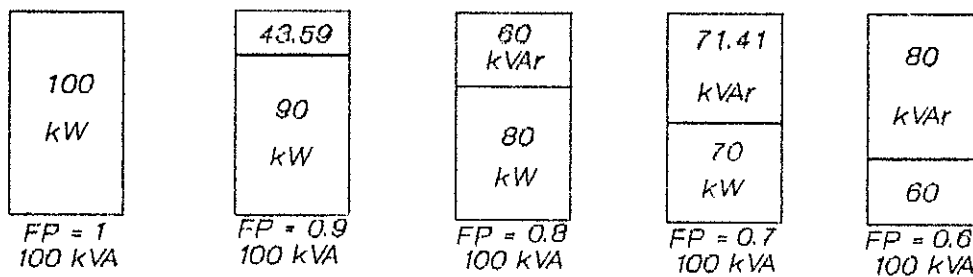 100
kW
FP = 1
100 kVA
43.59
90
kW
FP = 0.9
100 kVA
60
kVAr
80
kW
FP = 0.8
100 kVA
71.41
kVAr
70
kW
FP = 0.7
100 kVA
80
kVAr
60
FP = 0.6
100 kVA